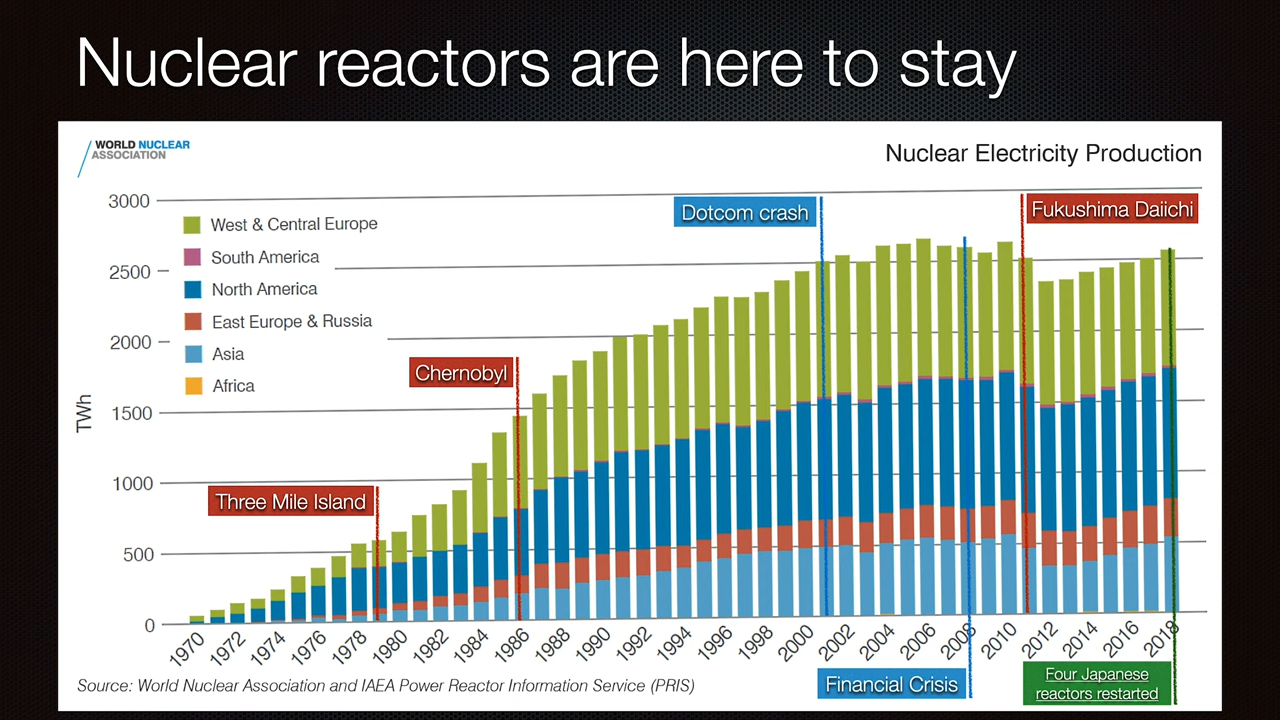 Nuclear reactors are here to stay
WORLD NUCLEAR
ASSOCIATION
Nuclear Electricity Production
3000
Dotcom crash
Fukushima Daiichi
West & Central Europe
South America
2500
North America
East Europe & Russia
2000
Asia
Chernobyl
Africa
TWh
1500
1000
Three Mile Island
500
0
1970 1972 1974 1976 1978 1980 1982 1984 1986 1988 1990 1992 1994 1996 1998 2000 2002 2004 2006 2008 2010 2012 2014 2016 2018
Source: World Nuclear Association and IAEA Power Reactor Information Service (PRIS)
Financial Crisis
Four Japanese
reactors restarted